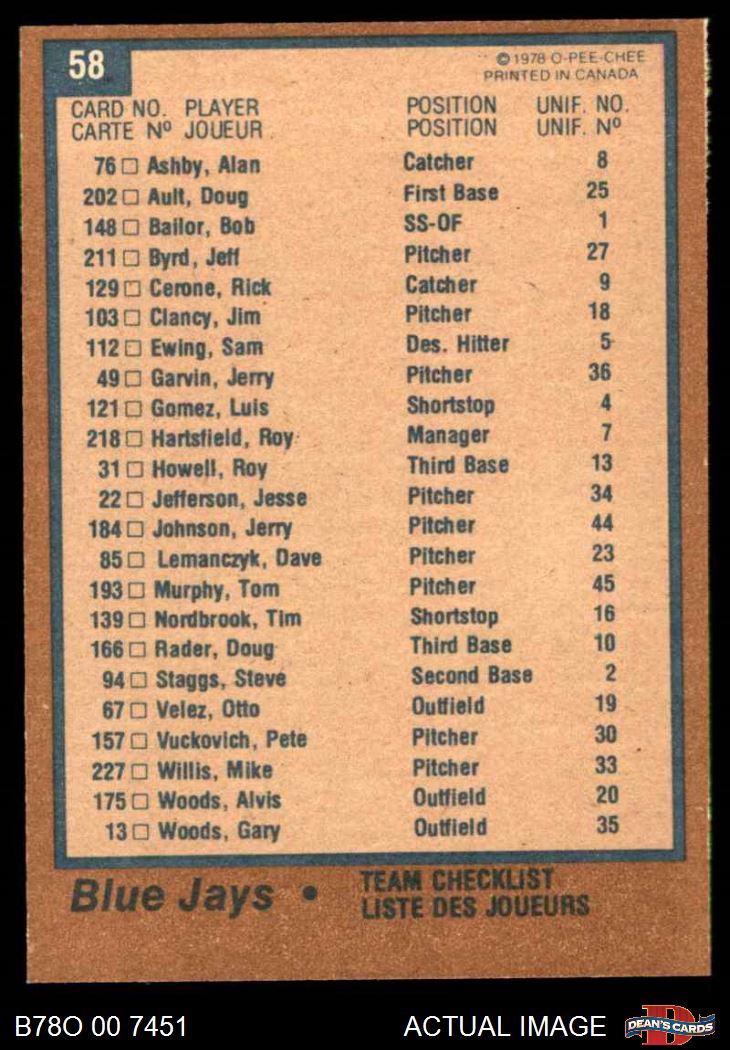 58
© 1978 O-PEE-CHEE
PRINTED IN CANADA
CARD NO. PLAYER POSITION UNIF. NO.
CARTE Nº JOUEUR POSITION UNIF. Nº
76 □ Ashby, Alan Catcher 8
202 □ Ault, Doug First Base 25
148 □ Bailor, Bob SS-OF 1
211 □ Byrd, Jeff Pitcher 27
129 □ Cerone, Rick Catcher 9
103 □ Clancy, Jim Pitcher 18
112 □ Ewing, Sam Des. Hitter 5
49 □ Garvin, Jerry Pitcher 36
121 □ Gomez, Luis Shortstop 4
218 □ Hartsfield, Roy Manager 7
31 □ Howell, Roy Third Base 13
22 □ Jefferson, Jesse Pitcher 34
184 □ Johnson, Jerry Pitcher 44
85 □ Lemanczyk, Dave Pitcher 23
193 □ Murphy, Tom Pitcher 45
139 □ Nordbrook, Tim Shortstop 16
166 □ Rader, Doug Third Base 10
94 □ Staggs, Steve Second Base 2
67 □ Velez, Otto Outfield 19
157 □ Vuckovich, Pete Pitcher 30
227 □ Willis, Mike Pitcher 33
175 □ Woods, Alvis Outfield 20
13 □ Woods, Gary Outfield 35
Blue Jays • TEAM CHECKLIST
LISTE DES JOUEURS
B78O 00 7451 ACTUAL IMAGE D DEAN'S CARDS